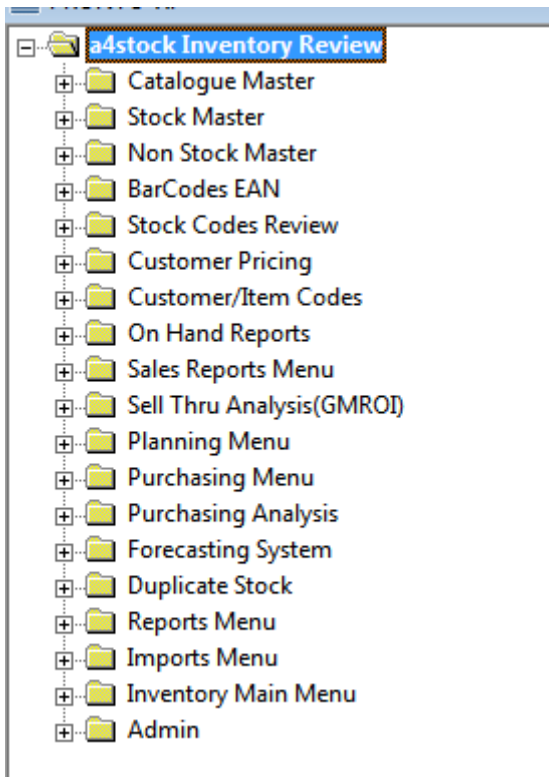 a4stock Inventory Review
Catalogue Master
Stock Master
Non Stock Master
BarCodes EAN
Stock Codes Review
Customer Pricing
Customer/Item Codes
On Hand Reports
Sales Reports Menu
Sell Thru Analysis(GMROI)
Planning Menu
Purchasing Menu
Purchasing Analysis
Forecasting System
Duplicate Stock
Reports Menu
Imports Menu
Inventory Main Menu
Admin